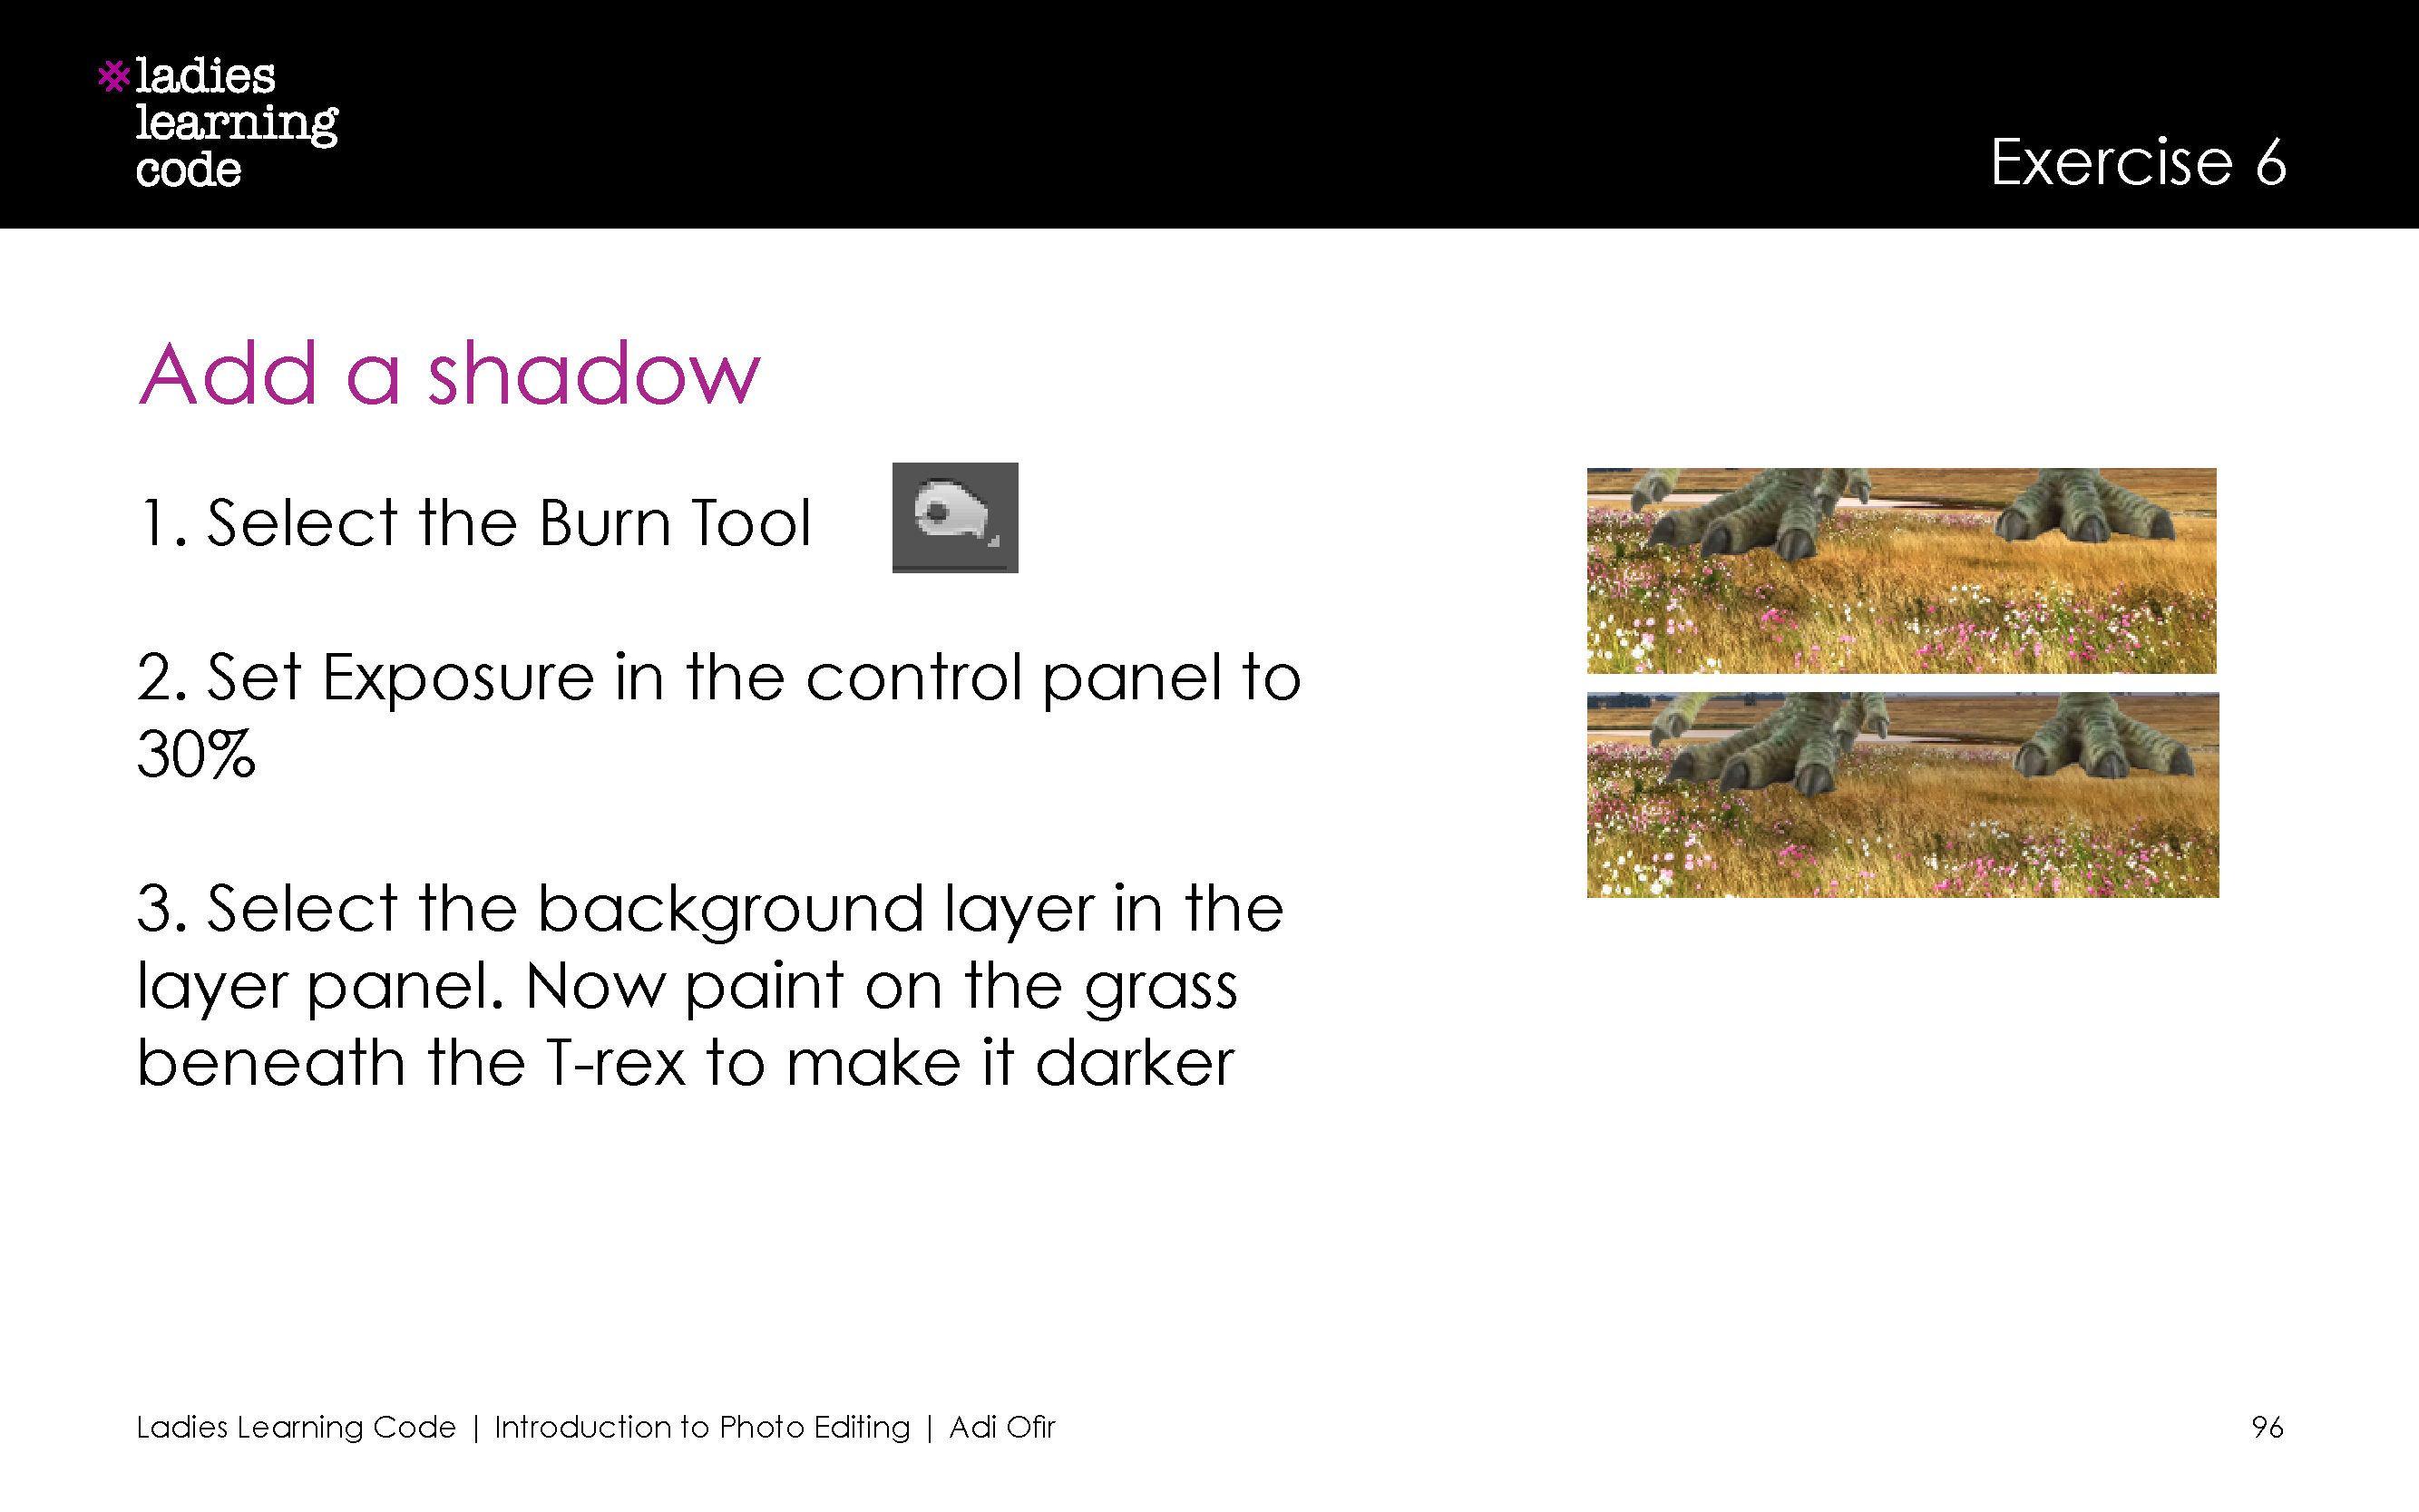 ladies
learning
code
Exercise 6
Add a shadow
1. Select the Burn Tool
2. Set Exposure in the control panel to
30%
3. Select the background layer in the
layer panel. Now paint on the grass
beneath the T-rex to make it darker
Ladies Learning Code | Introduction to Photo Editing | Adi Ofir
96